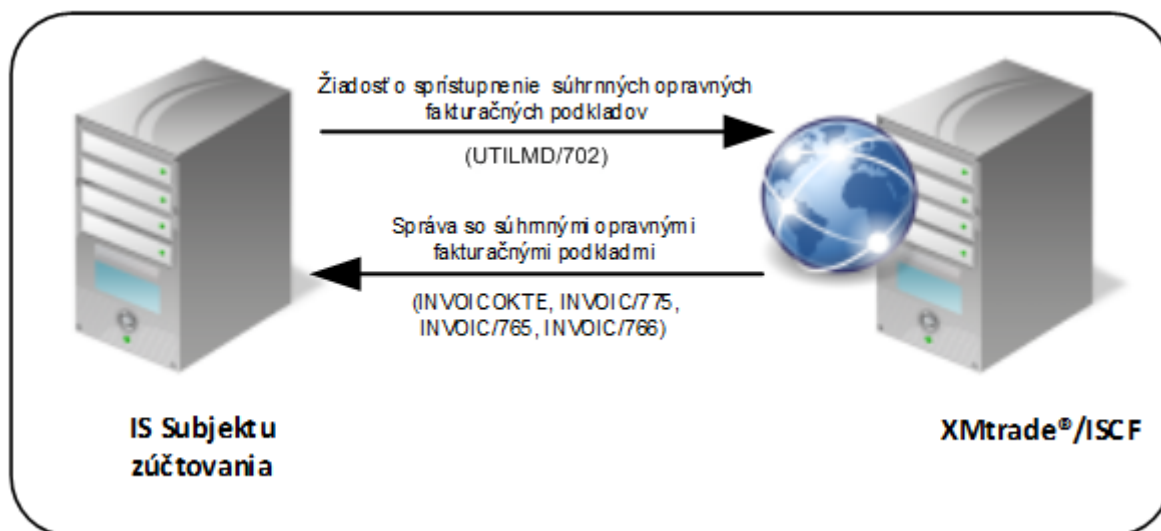 Žiadosť o sprístupnenie súhrnných opravných
fakturačných podkladov
(UTILMD/702)
Správa so súhrnnými opravnými
fakturačnými podkladmi
(INVOICOKTE, INVOIC/775,
INVOIC/765, INVOIC/766)
IS Subjektu
zúčtovania
XMtrade®/ISCF